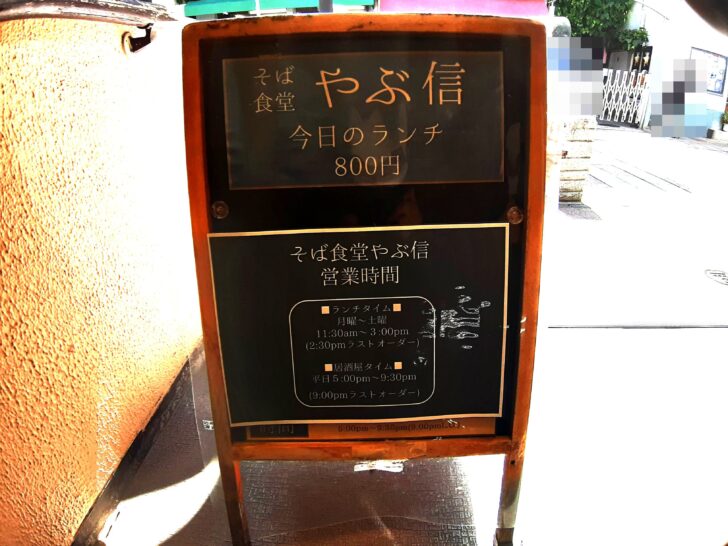 そば
食堂
やぶ信
今日のランチ
800円
そば食堂やぶ信
営業時間
■ランチタイム■
月曜～土曜
11:30am～3:00pm
(2:30pmラストオーダー)
■居酒屋タイム■
平日5:00pm～9:30pm
(9:00pmラストオーダー)